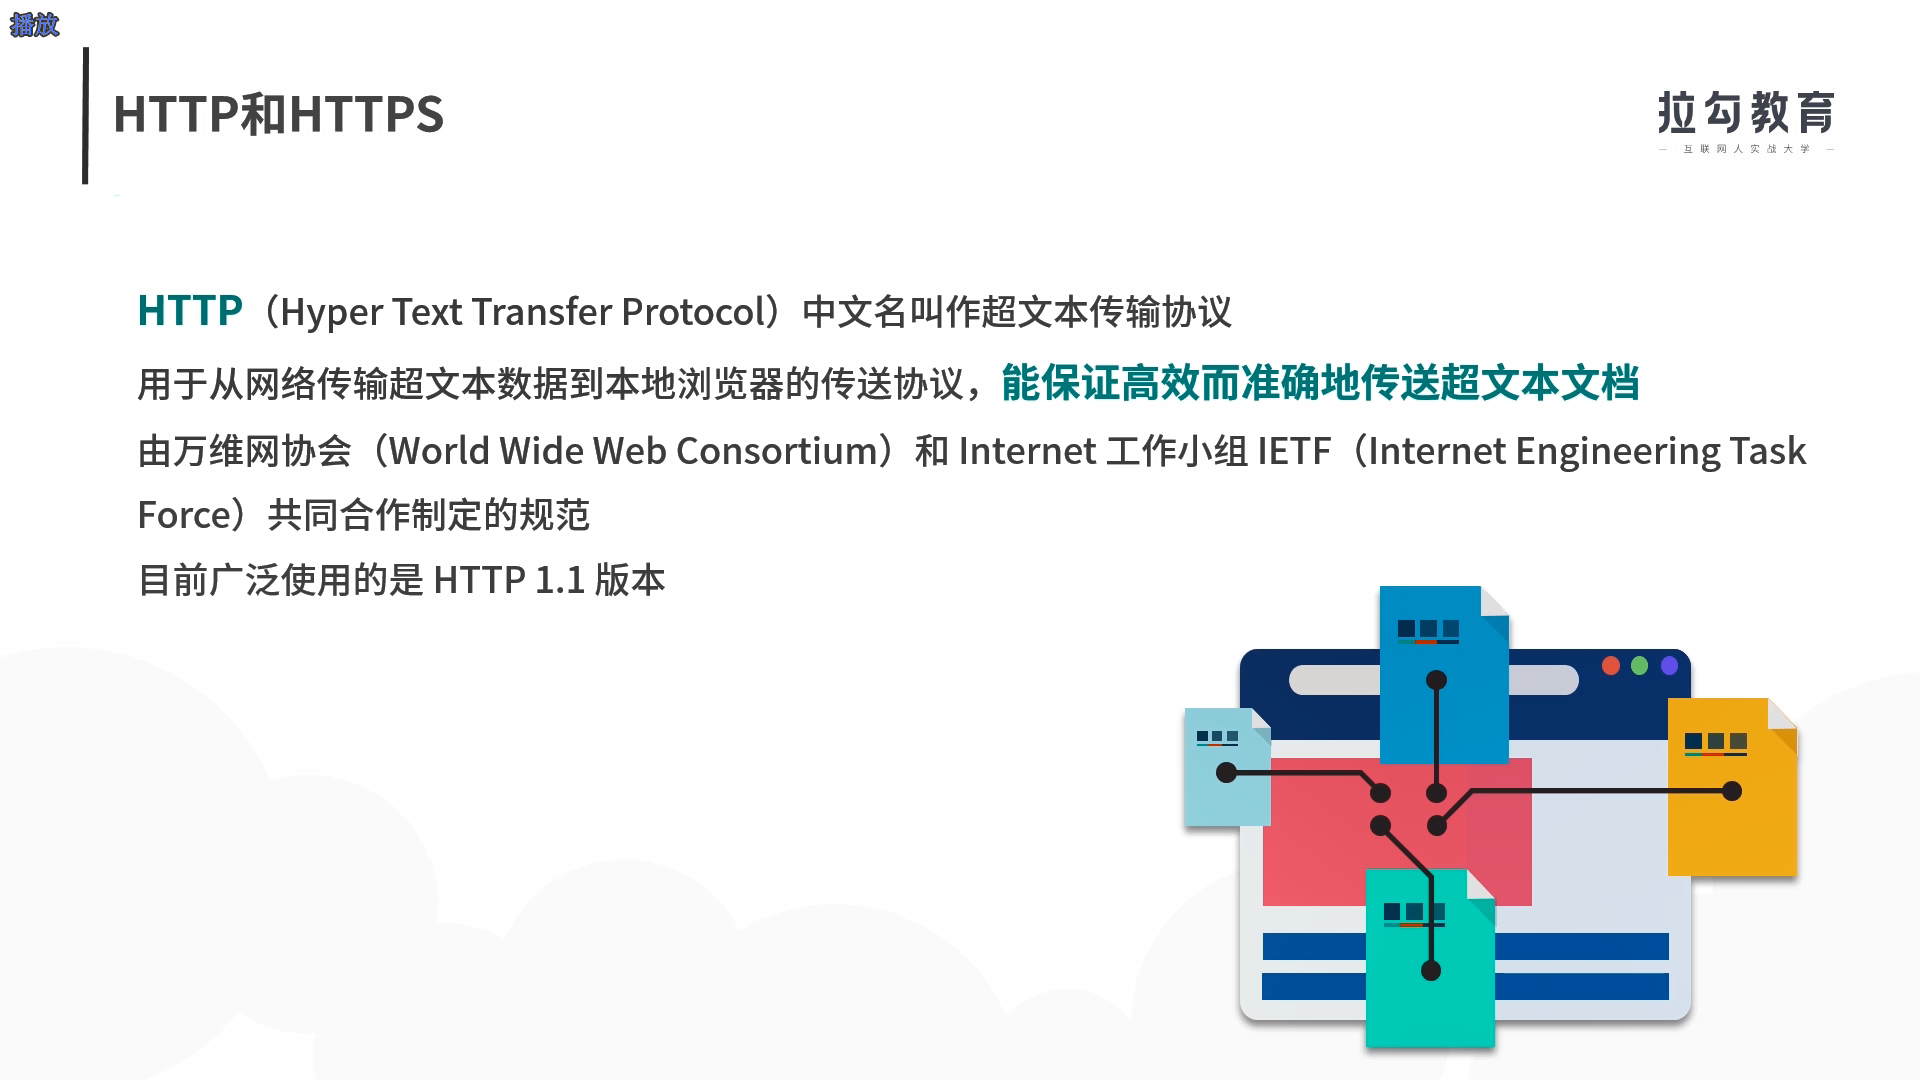 播放
HTTP和HTTPS
拉勾教育
— 互联网人实战大学 —
HTTP（Hyper Text Transfer Protocol）中文名叫作超文本传输协议
用于从网络传输超文本数据到本地浏览器的传送协议，能保证高效而准确地传送超文本文档
由万维网协会（World Wide Web Consortium）和 Internet 工作小组 IETF（Internet Engineering Task
Force）共同合作制定的规范
目前广泛使用的是 HTTP 1.1 版本